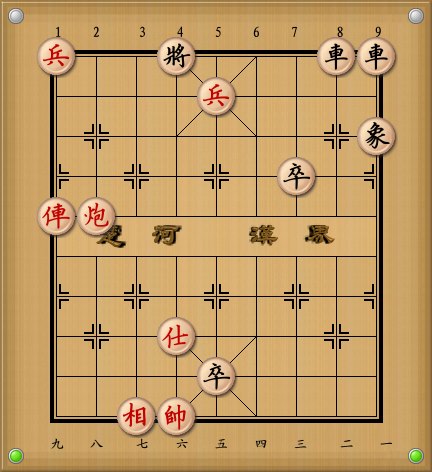 1 2 3 4 5 6 7 8 9
兵 將 車 車
兵
象
卒
俥 炮
楚 河 漢 界
仕
卒
相 帥
九 八 七 六 五 四 三 二 一